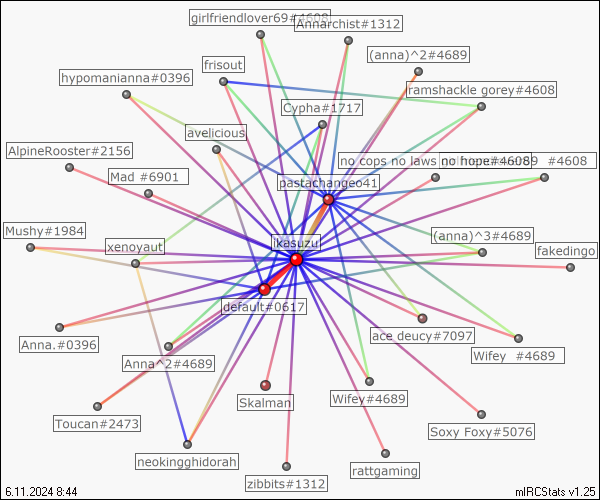 girlfriendlover69#4608
Annarchist#1312
(anna)^2#4689
frisout
hypomanianna#0396
ramshackle gorey#4608
Cypha#1717
avelicious
AlpineRooster#2156
no cops no laws no more#4608
#4608
Mad #6901
pastachangeo41
Mushy#1984
xenoyaut
ikasuzu
(anna)^3#4689
fakedingo
default#0617
ace deucy#7097
Anna.#0396
Anna^2#4689
Wifey #4689
Skalman
Wifey#4689
Toucan#2473
Soxy Foxy#5076
neokingghidorah
zibbits#1312
rattgaming
6.11.2024 8:44
mIRCStats v1.25